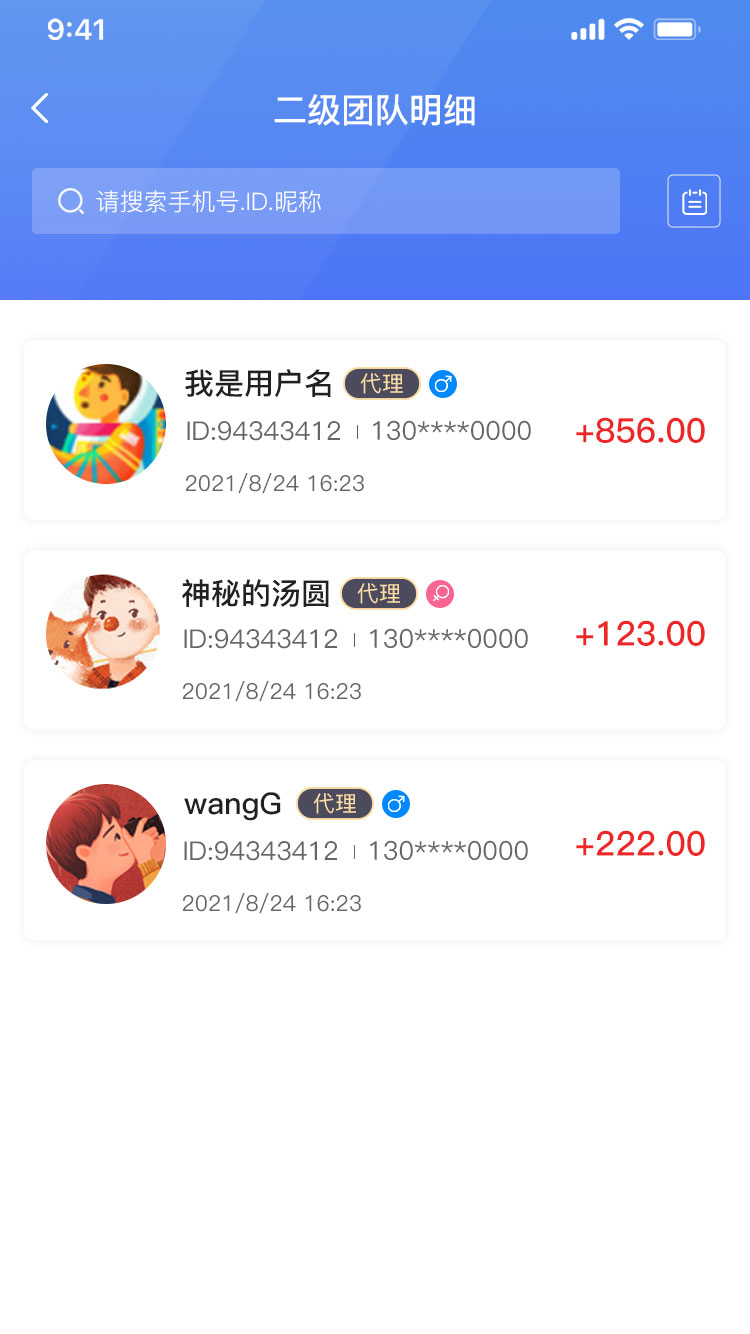 9:41
二级团队明细
请搜索手机号.ID.昵称
我是用户名 代理
ID:94343412 130****0000
+856.00
2021/8/24 16:23
神秘的汤圆 代理
ID:94343412 130****0000
+123.00
2021/8/24 16:23
wangG 代理
ID:94343412 130****0000
+222.00
2021/8/24 16:23